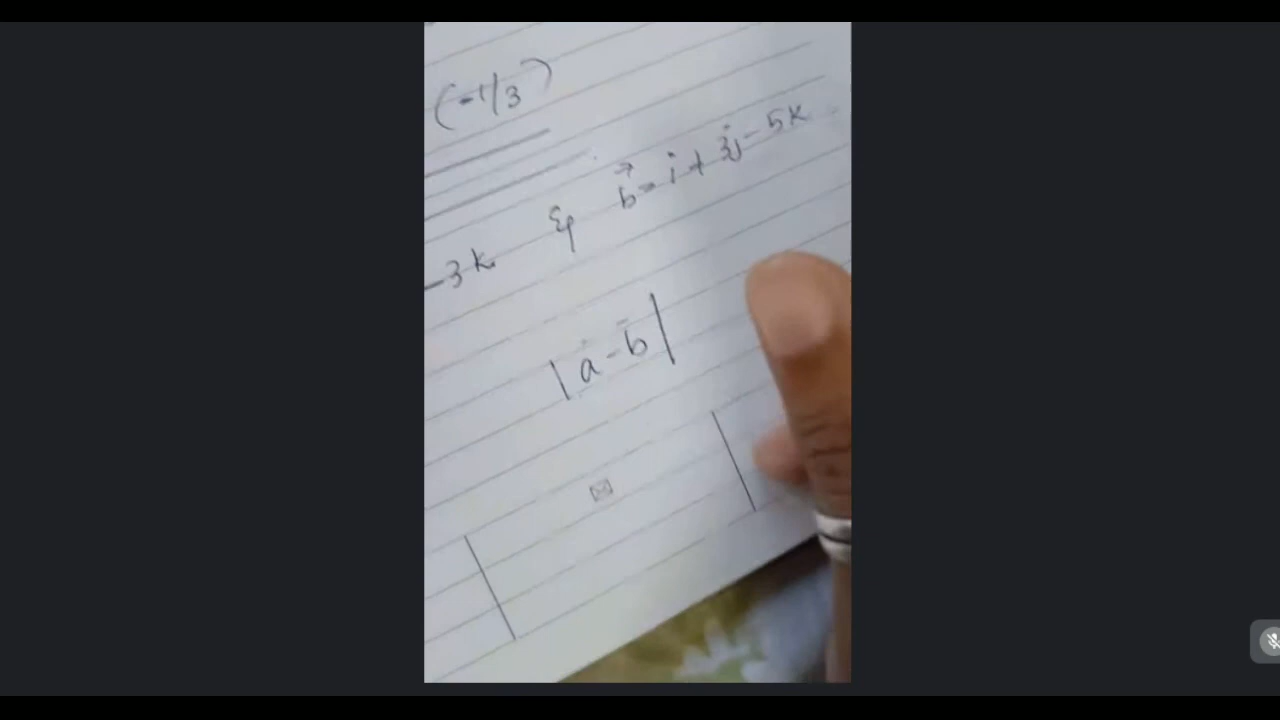 (-1/3)
-3k & b⃗ = i + 3j - 5k
|a - b|